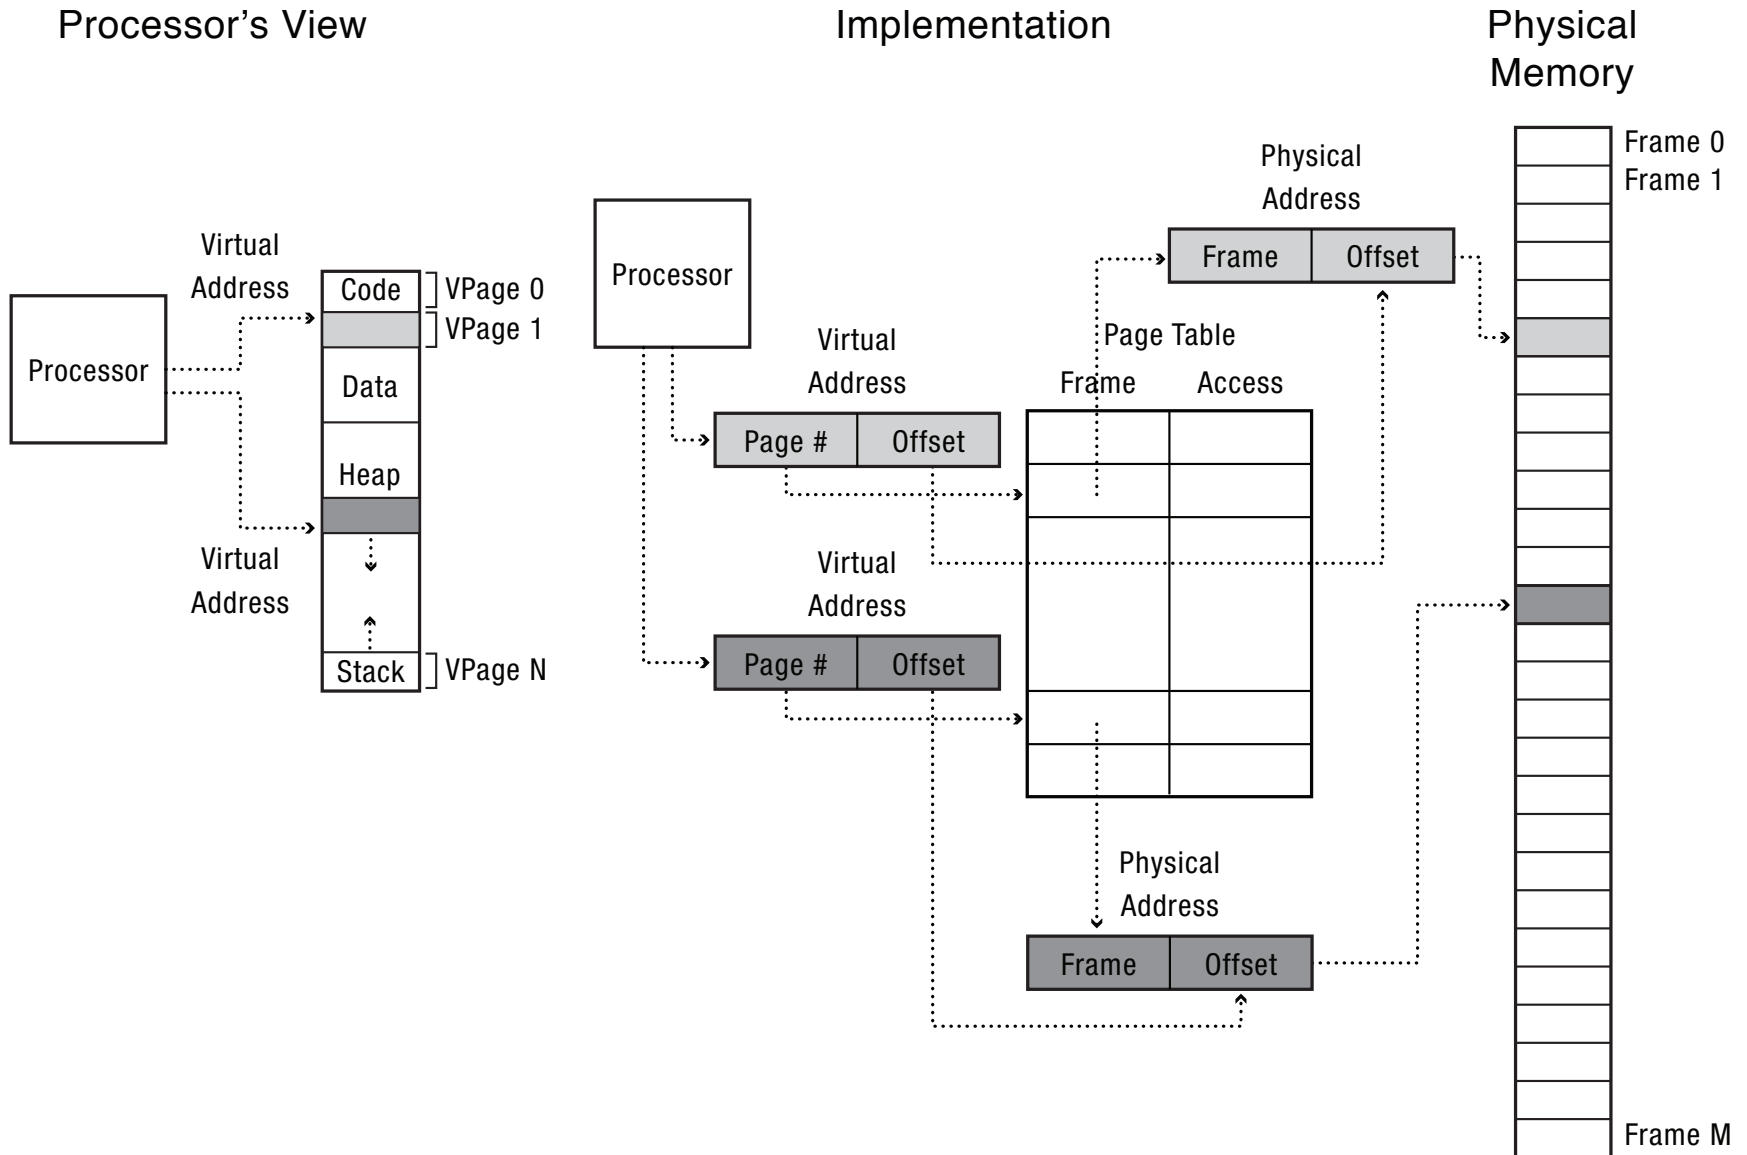 Processor's View
Implementation
Physical
Memory
Virtual
Address
Processor
Code
VPage 0
VPage 1
Data
Heap
Virtual
Address
Stack
VPage N
Processor
Virtual
Address
Page #
Offset
Virtual
Address
Page #
Offset
Page Table
Frame
Access
Physical
Address
Frame
Offset
Physical
Address
Frame
Offset
Frame 0
Frame 1
Frame M